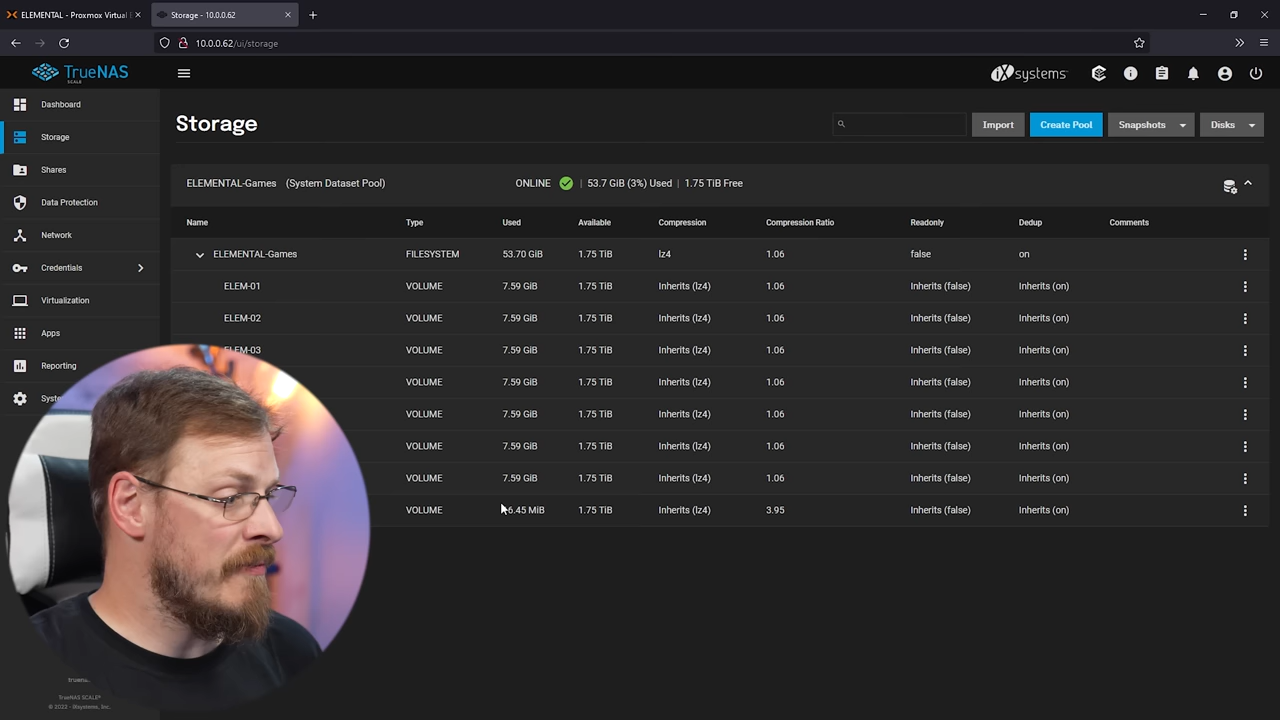 ELEMENTAL - Proxmox Virtual E
Storage - 10.0.0.62
10.0.0.62/ui/storage
TrueNAS
SCALE
iXsystems
Dashboard
Storage
Shares
Data Protection
Network
Credentials
Virtualization
Apps
Reporting
Storage
Import
Create Pool
Snapshots
Disks
ELEMENTAL-Games (System Dataset Pool) ONLINE | 53.7 GiB (3%) Used | 1.75 TiB Free
Name Type Used Available Compression Compression Ratio Readonly Dedup Comments
ELEMENTAL-Games FILESYSTEM 53.70 GiB 1.75 TiB lz4 1.06 false on
ELEM-01 VOLUME 7.59 GiB 1.75 TiB Inherits (lz4) 1.06 Inherits (false) Inherits (on)
ELEM-02 VOLUME 7.59 GiB 1.75 TiB Inherits (lz4) 1.06 Inherits (false) Inherits (on)
ELEM-03 VOLUME 7.59 GiB 1.75 TiB Inherits (lz4) 1.06 Inherits (false) Inherits (on)
VOLUME 7.59 GiB 1.75 TiB Inherits (lz4) 1.06 Inherits (false) Inherits (on)
VOLUME 7.59 GiB 1.75 TiB Inherits (lz4) 1.06 Inherits (false) Inherits (on)
VOLUME 7.59 GiB 1.75 TiB Inherits (lz4) 1.06 Inherits (false) Inherits (on)
VOLUME 7.59 GiB 1.75 TiB Inherits (lz4) 1.06 Inherits (false) Inherits (on)
VOLUME MiB 1.75 TiB Inherits (lz4) 3.95 Inherits (false) Inherits (on)
TrueNAS SCALE®
© 2022 - iXsystems, Inc.